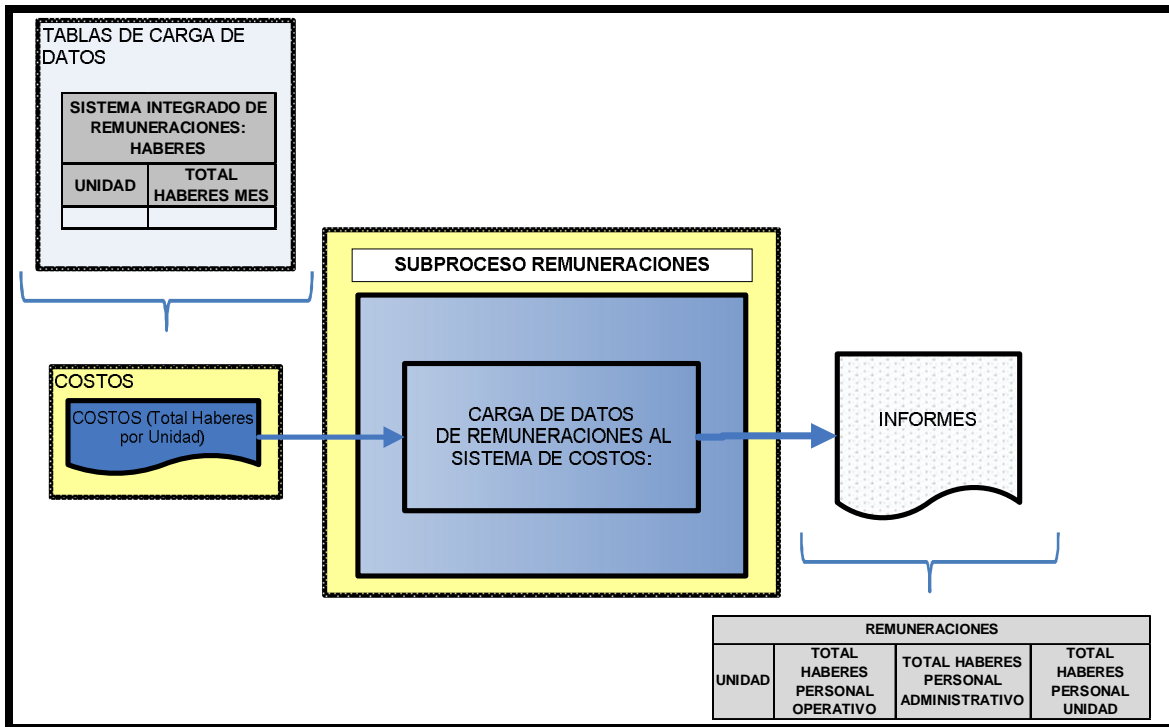 TABLAS DE CARGA DE
DATOS
SISTEMA INTEGRADO DE
REMUNERACIONES:
HABERES
UNIDAD
TOTAL
HABERES MES
SUBPROCESO REMUNERACIONES
COSTOS
COSTOS (Total Haberes
por Unidad)
CARGA DE DATOS
DE REMUNERACIONES AL
SISTEMA DE COSTOS:
INFORMES
REMUNERACIONES
UNIDAD
TOTAL
HABERES
PERSONAL
OPERATIVO
TOTAL HABERES
PERSONAL
ADMINISTRATIVO
TOTAL
HABERES
PERSONAL
UNIDAD